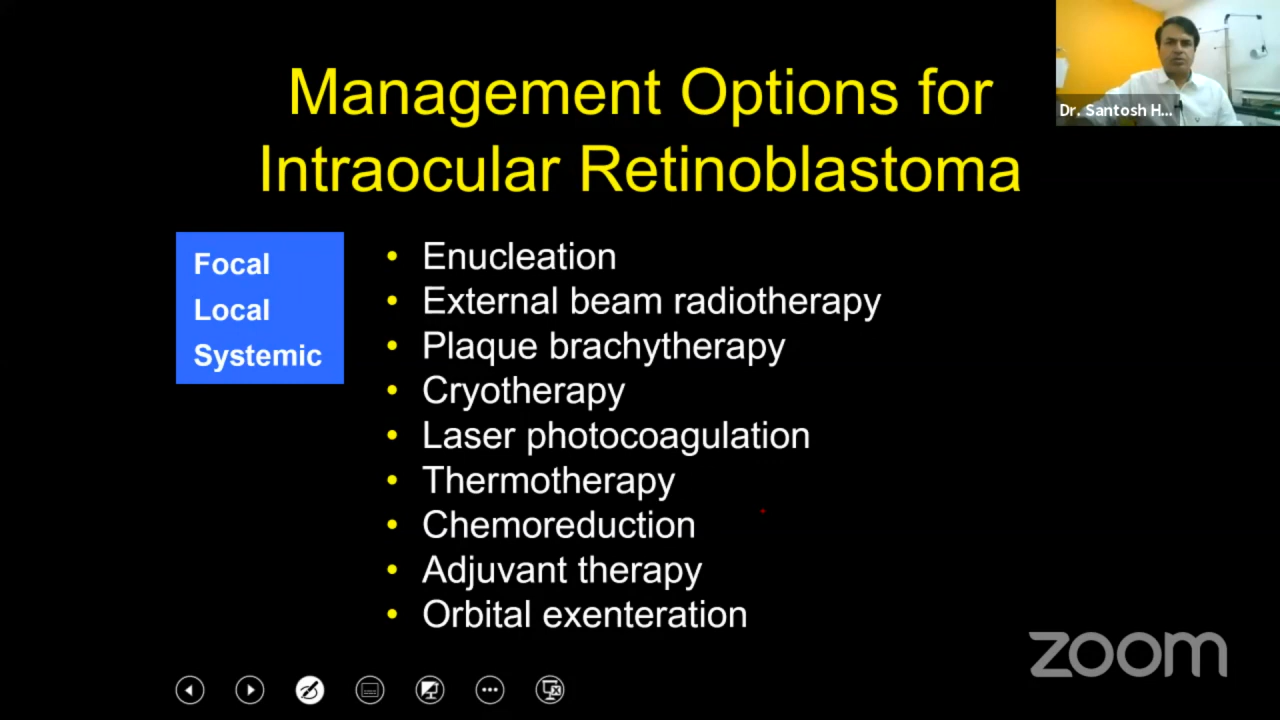 Management Options for
Intraocular Retinoblastoma
Dr. Santosh H...
Focal
Local
Systemic
• Enucleation
• External beam radiotherapy
• Plaque brachytherapy
• Cryotherapy
• Laser photocoagulation
• Thermotherapy
• Chemoreduction
• Adjuvant therapy
• Orbital exenteration
zoom